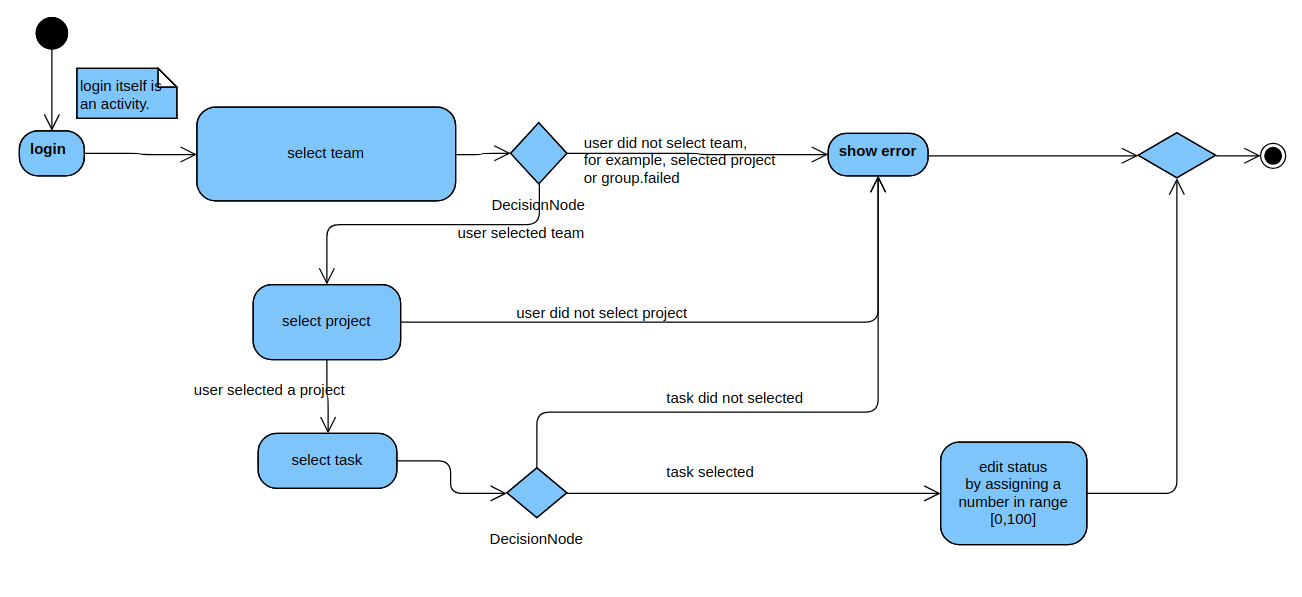 login itself is
an activity.
login
select team
user did not select team,
for example, selected project
or group.failed
show error
DecisionNode
user selected team
select project
user did not select project
user selected a project
task did not selected
select task
task selected
edit status
by assigning a
number in range
[0,100]
DecisionNode